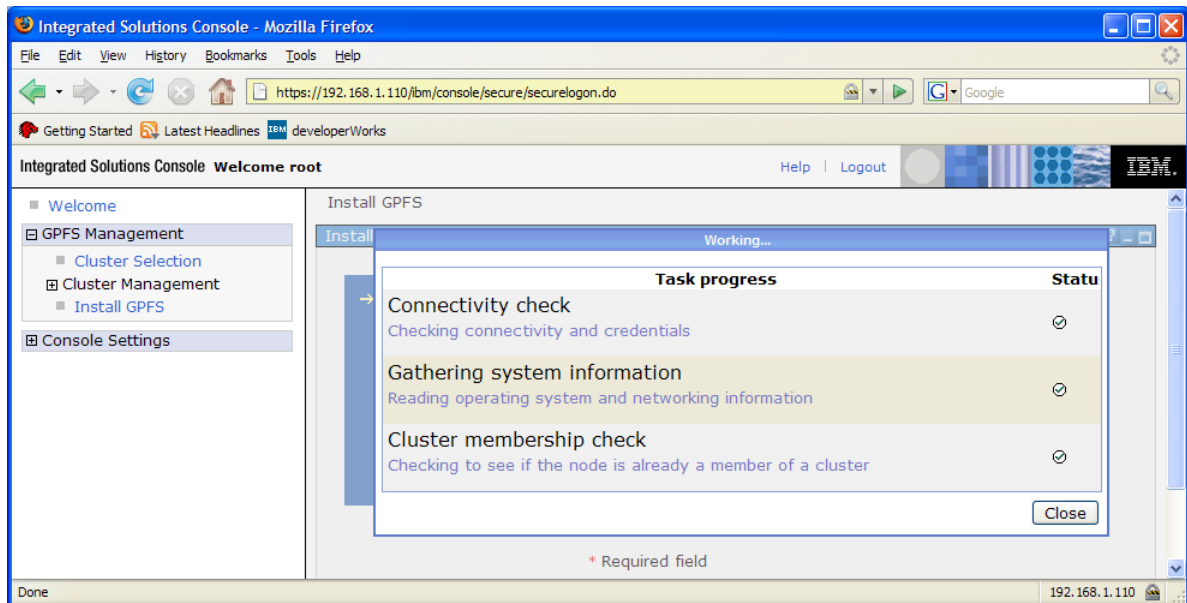 Integrated Solutions Console - Mozilla Firefox
File Edit View History Bookmarks Tools Help
https://192.168.1.110/ibm/console/secure/securelogon.do
G Google
Getting Started Latest Headlines IBM developerWorks
Integrated Solutions Console Welcome root
Help | Logout
IBM.
Welcome
GPFS Management
Cluster Selection
Cluster Management
Install GPFS
Console Settings
Install GPFS
Install
?
Working...
Task progress Statu
Connectivity check
Checking connectivity and credentials
Gathering system information
Reading operating system and networking information
Cluster membership check
Checking to see if the node is already a member of a cluster
Close
* Required field
Done
192.168.1.110